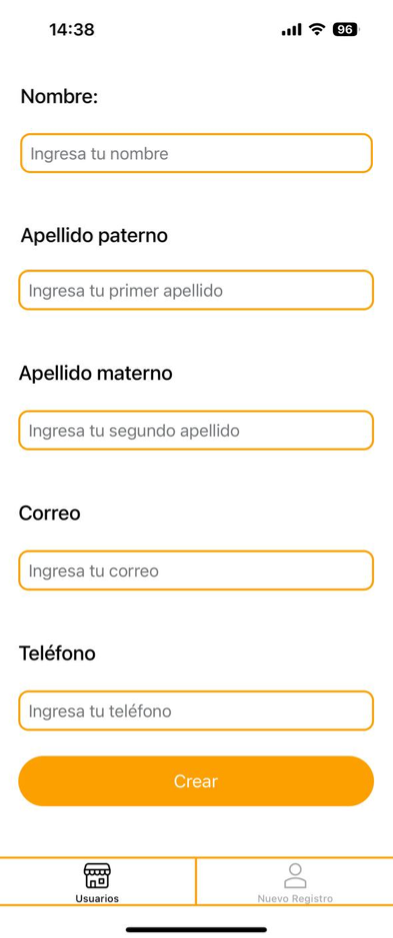 14:38
96
Nombre:
Ingresa tu nombre
Apellido paterno
Ingresa tu primer apellido
Apellido materno
Ingresa tu segundo apellido
Correo
Ingresa tu correo
Teléfono
Ingresa tu teléfono
Crear
Usuarios
Nuevo Registro